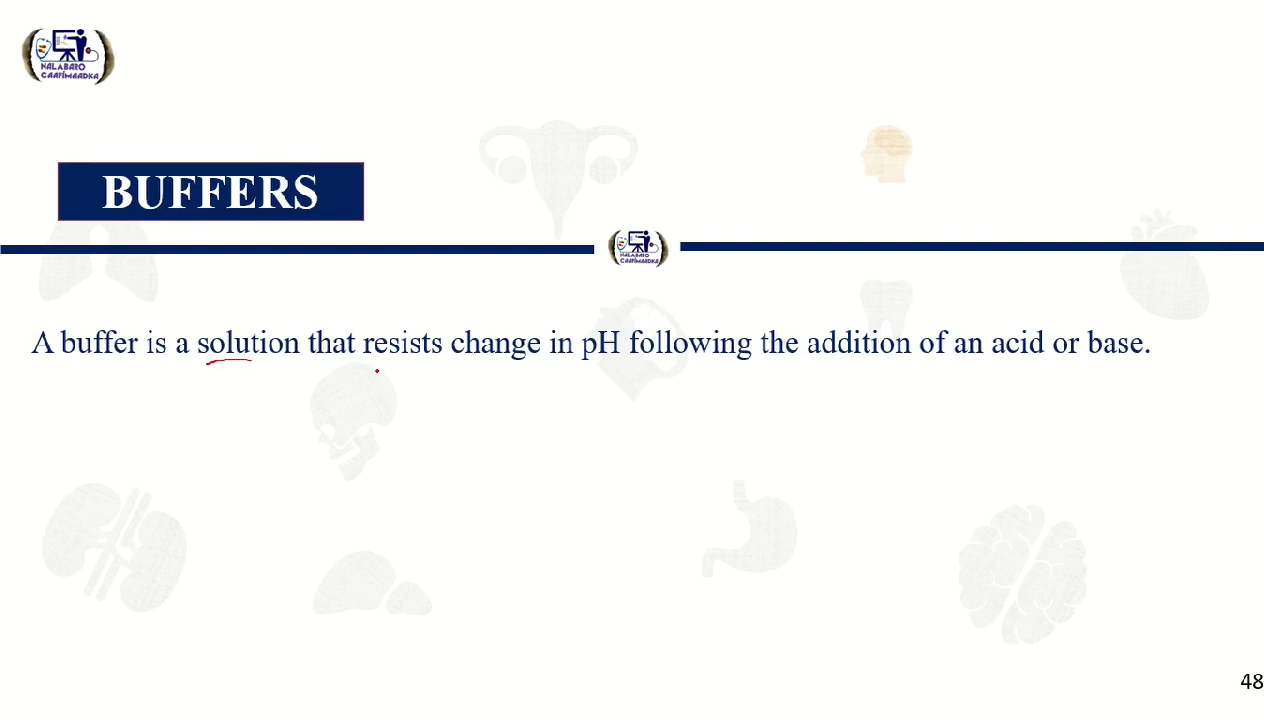 NALABARO
CAAFIMAADKA
BUFFERS
NALABARO
CAAFIMAADKA
A buffer is a solution that resists change in pH following the addition of an acid or base.
48